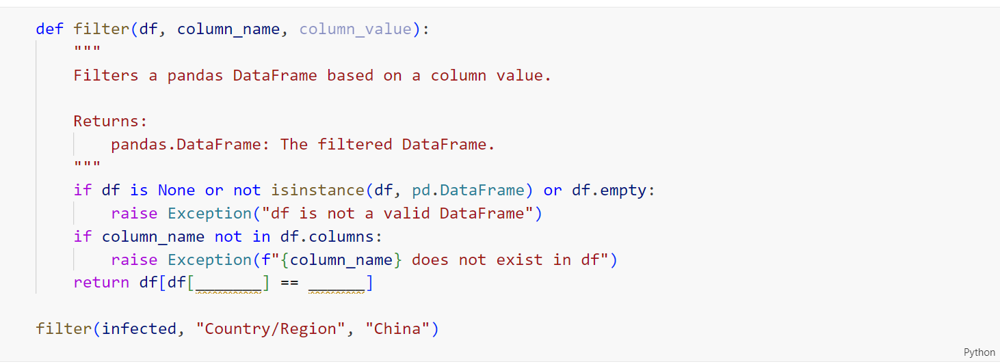 def filter(df, column_name, column_value):
    """
    Filters a pandas DataFrame based on a column value.

    Returns:
        pandas.DataFrame: The filtered DataFrame.
    """
    if df is None or not isinstance(df, pd.DataFrame) or df.empty:
        raise Exception("df is not a valid DataFrame")
    if column_name not in df.columns:
        raise Exception(f"{column_name} does not exist in df")
    return df[df[_______] == ______]

filter(infected, "Country/Region", "China")
Python